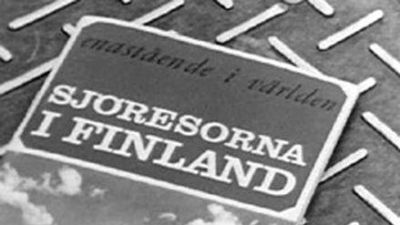 enastående i världen
SJÖRESORNA
I FINLAND